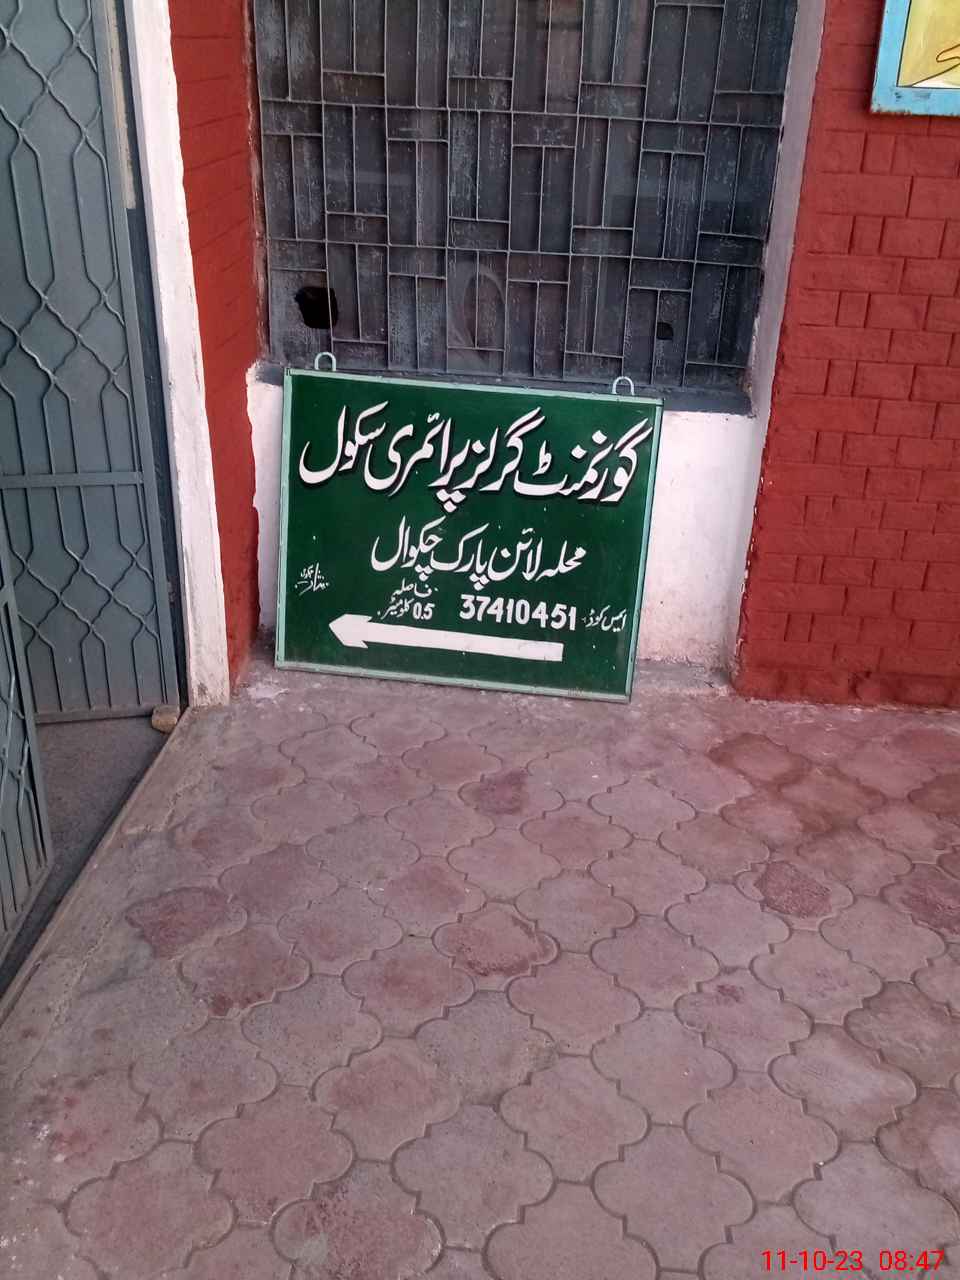 گورنمنٹ گرلز پرائمری سکول
محلہ لائن پارک چکوال
ایمس کوڈ: 37410451
فاصلہ 0.5 کلومیٹر
11-10-23 08:47